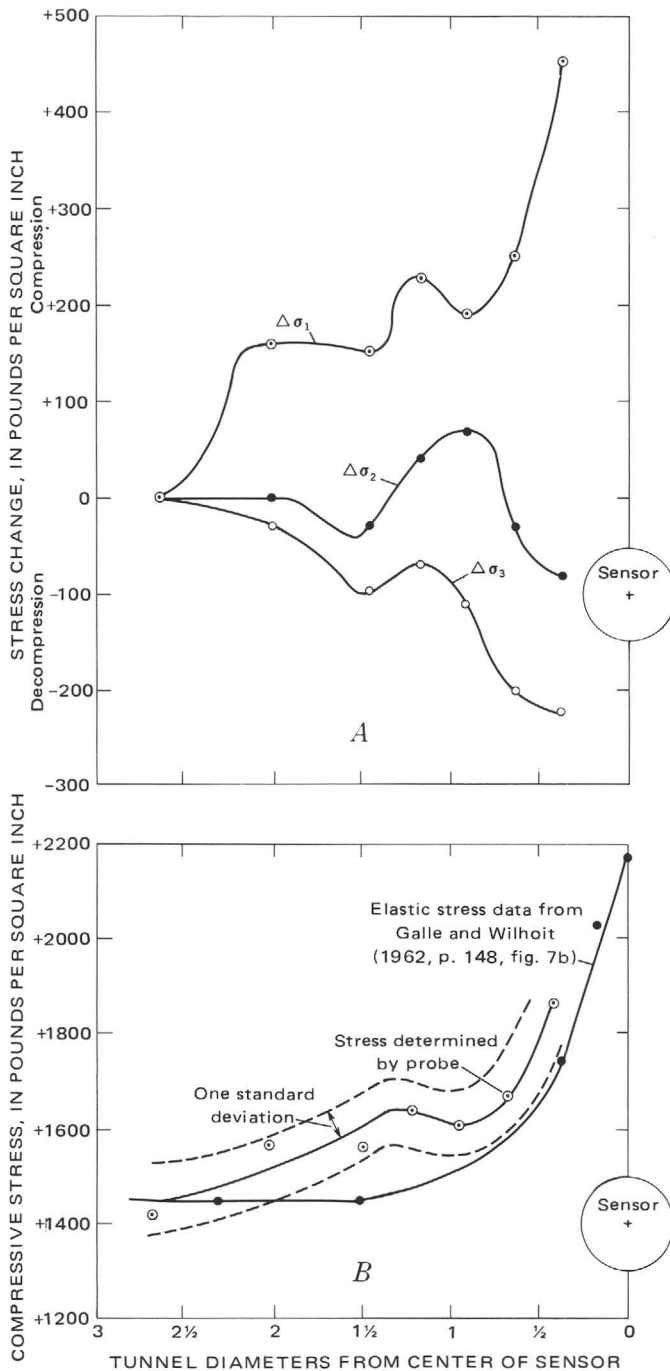 STRESS CHANGE, IN POUNDS PER SQUARE INCH
Decompression
Compression
+500
+400
+300
+200
+100
0
-100
-200
-300
△σ₁
△σ₂
△σ₃
Sensor
+
A
COMPRESSIVE STRESS, IN POUNDS PER SQUARE INCH
+2200
+2000
+1800
+1600
+1400
+1200
Elastic stress data from
Galle and Wilhoit
(1962, p. 148, fig. 7b)
Stress determined
by probe
One standard
deviation
Sensor
+
B
3 2½ 2 1½ 1 ½ 0
TUNNEL DIAMETERS FROM CENTER OF SENSOR